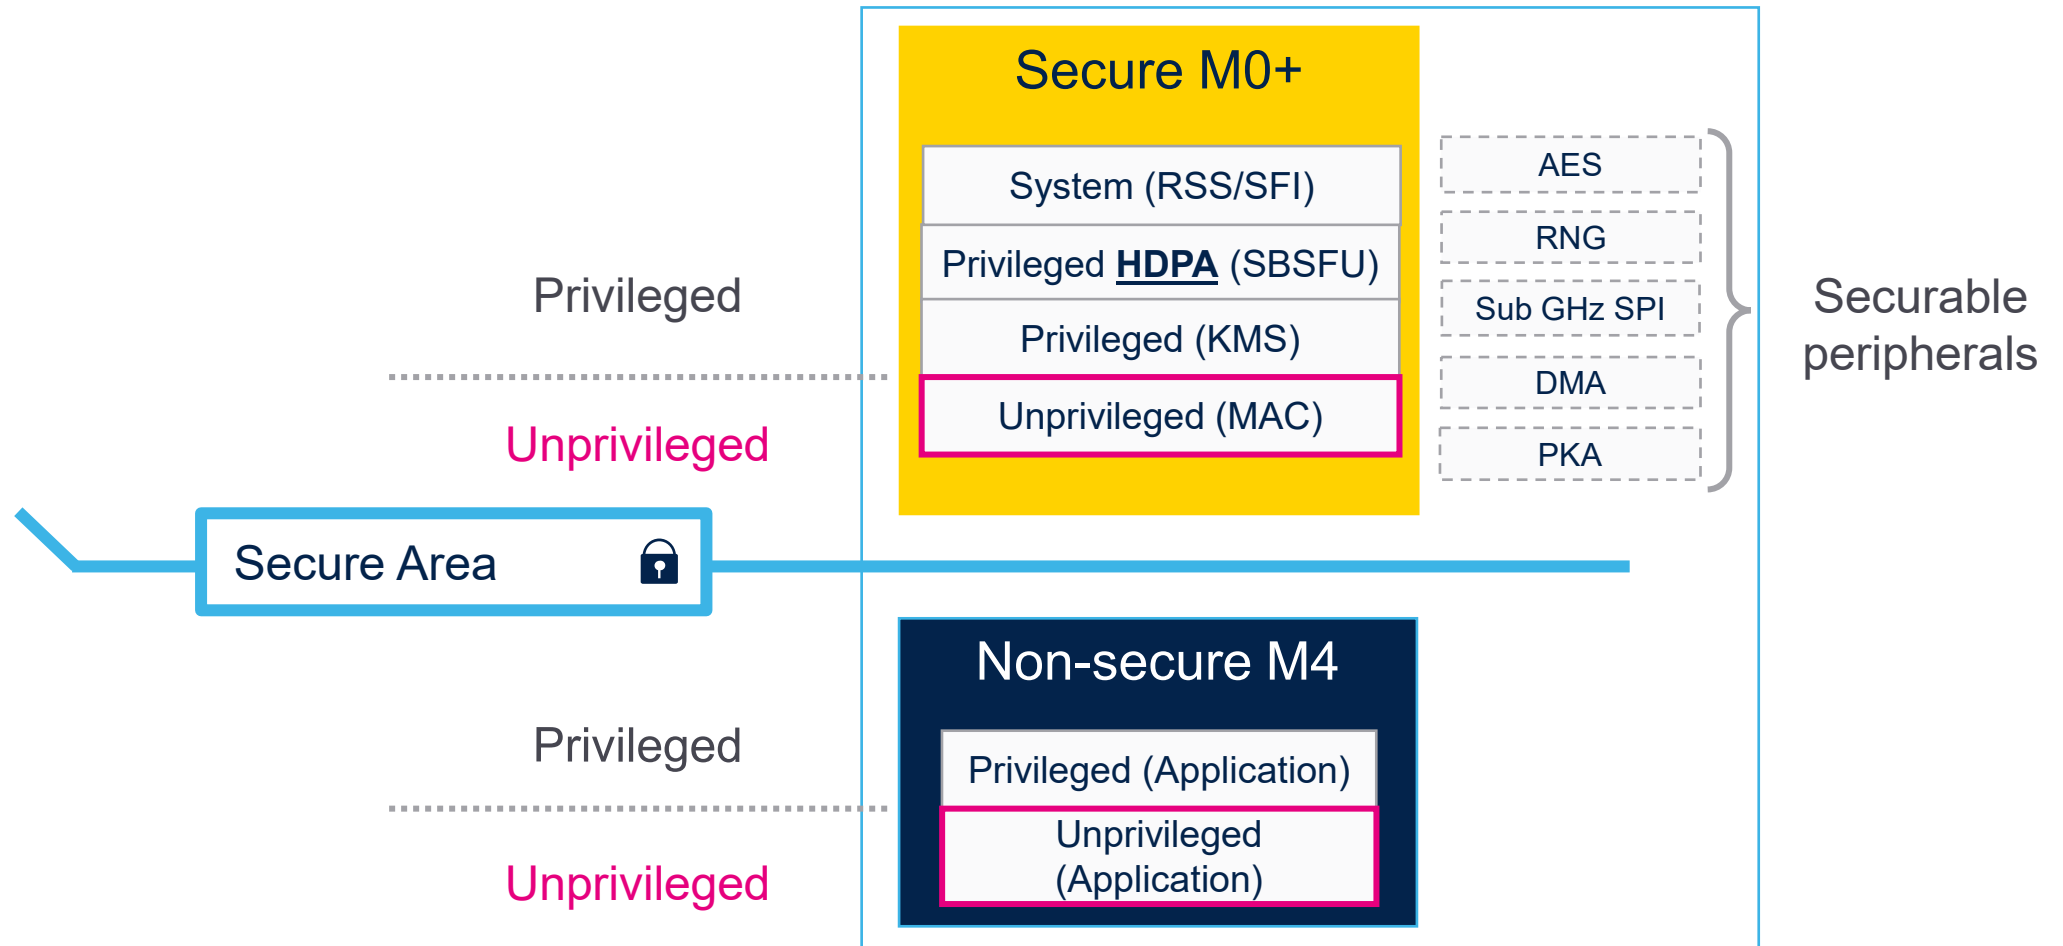 Secure M0+
System (RSS/SFI)
Privileged HDPA (SBSFU)
Privileged (KMS)
Unprivileged (MAC)
AES
RNG
Sub GHz SPI
DMA
PKA
Securable
peripherals
Privileged
Unprivileged
Secure Area
Non-secure M4
Privileged (Application)
Unprivileged
(Application)
Privileged
Unprivileged